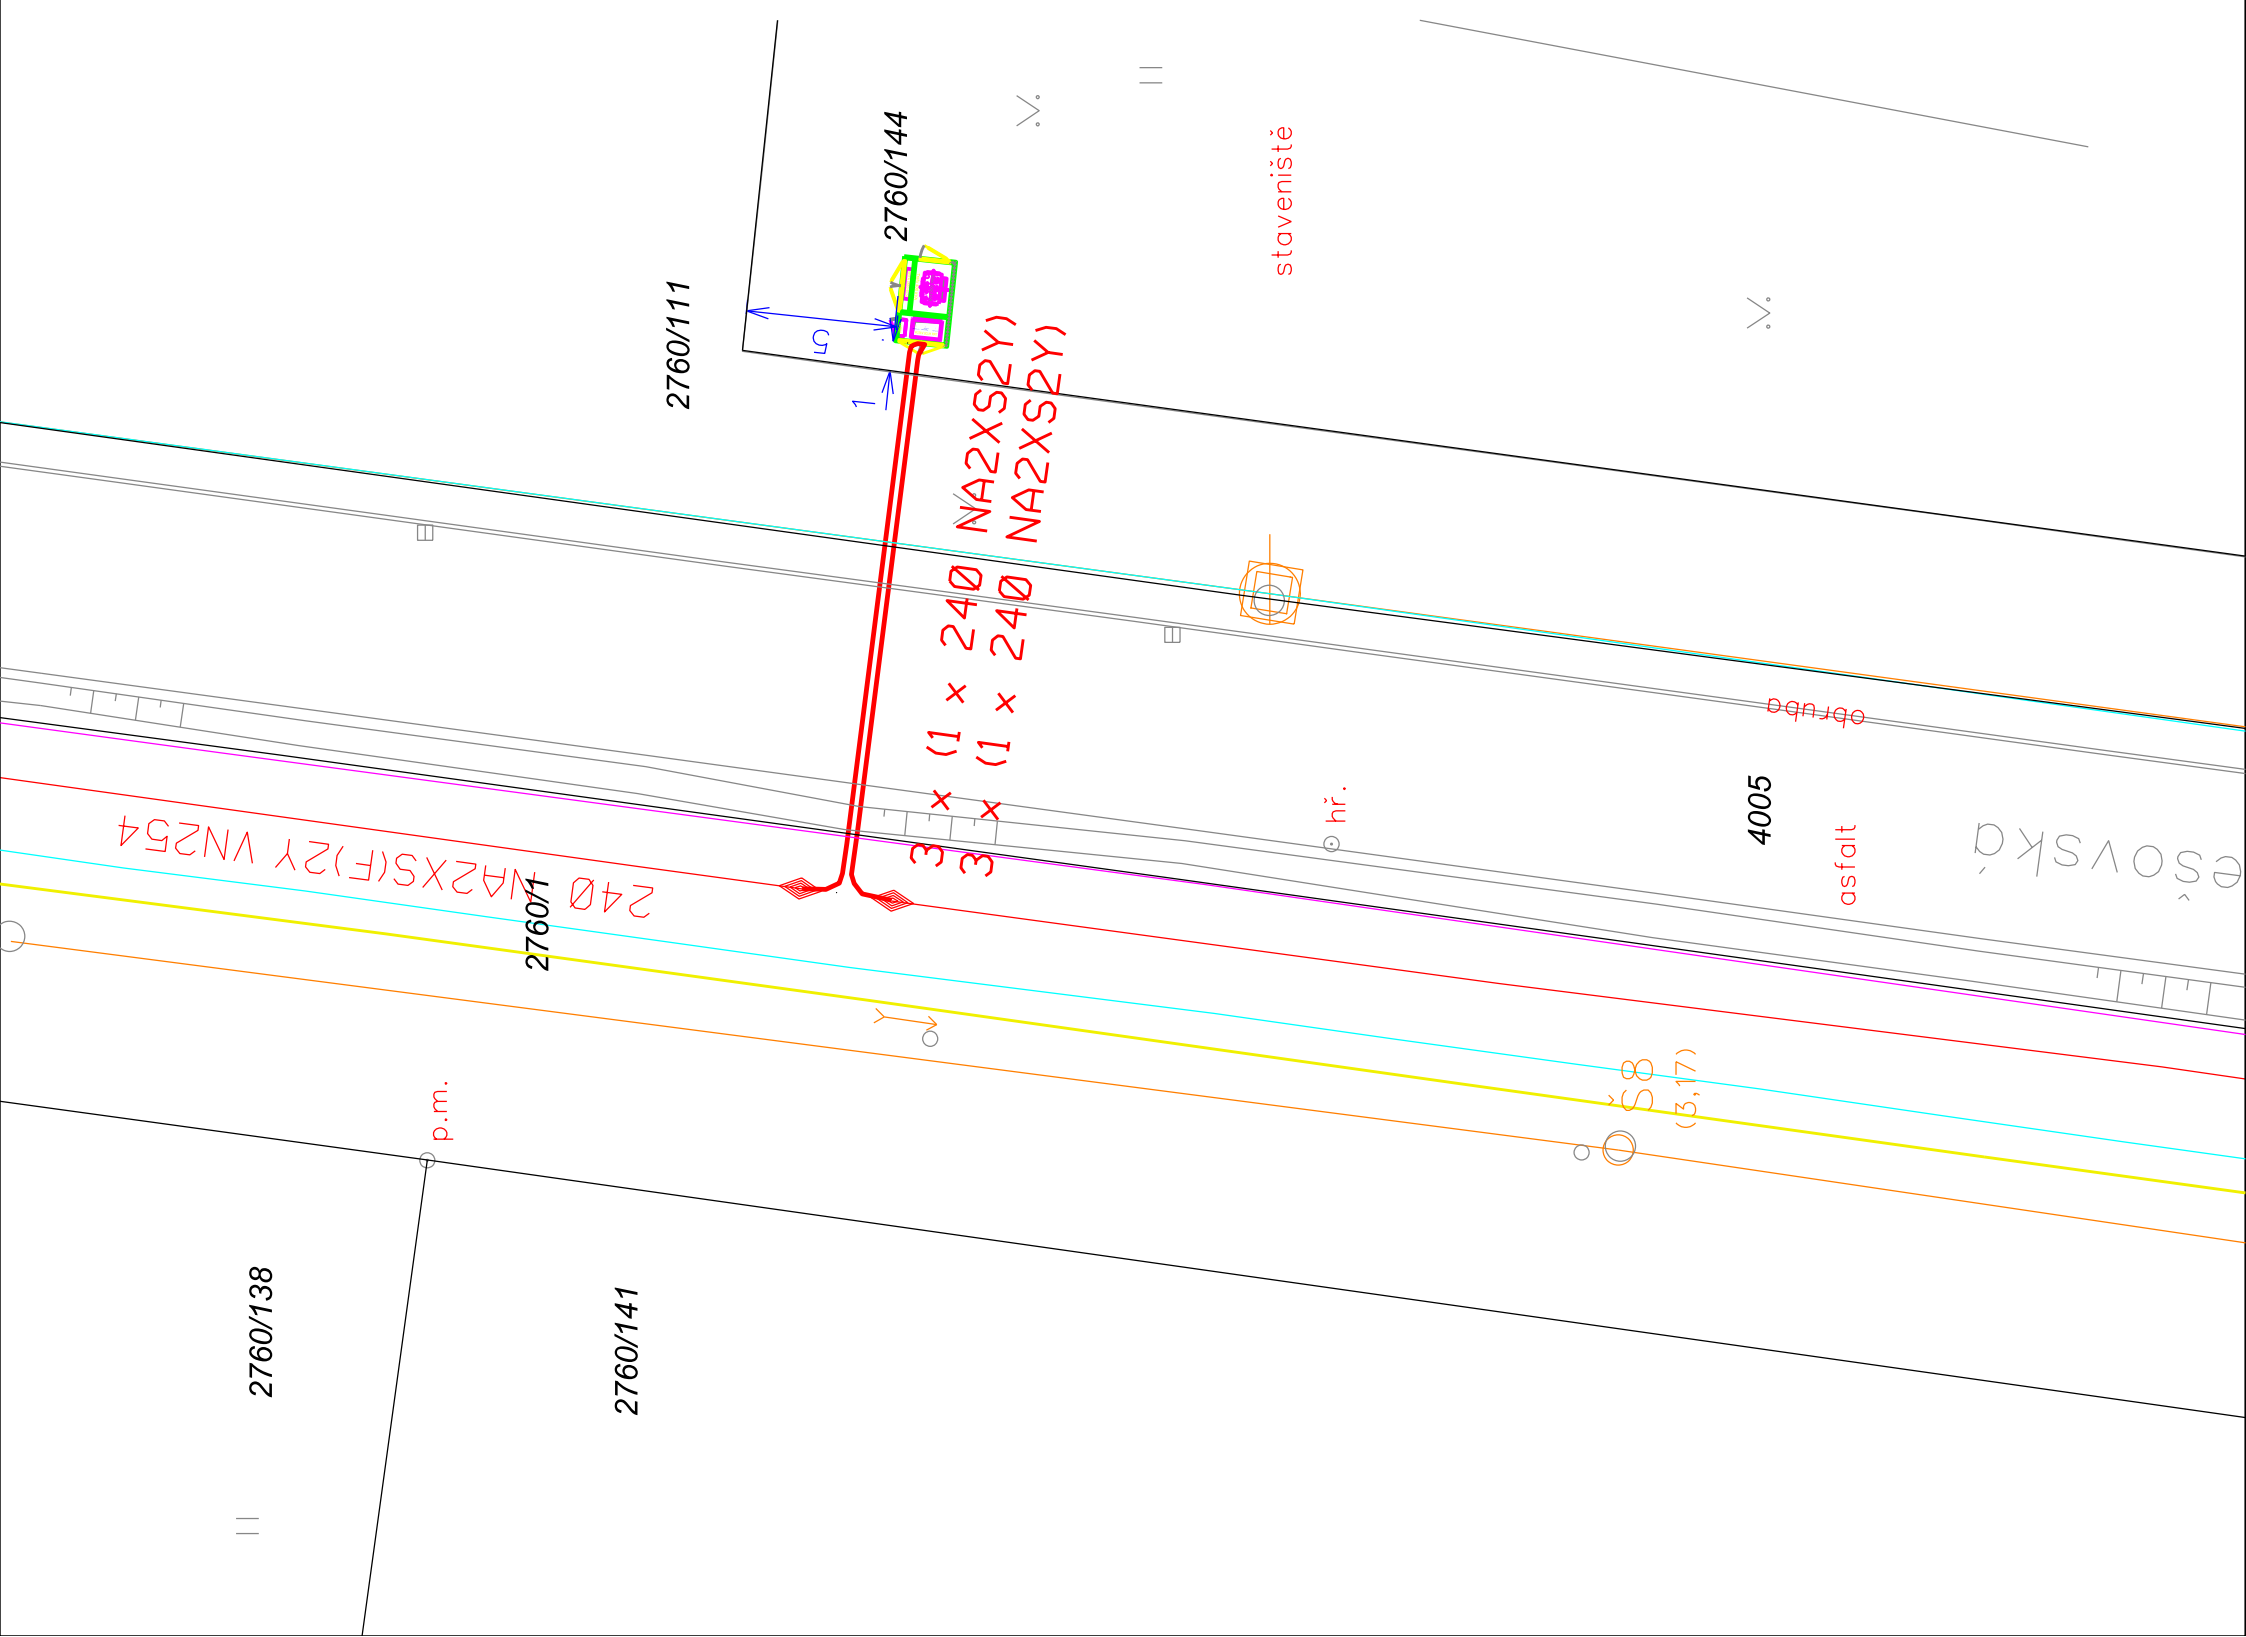 2760/144
staveniště
2760/111
5
1
3 x (1 x 240 NA2XS2Y)
3 x (1 x 240 NA2XS2Y)
obruba
4005
hř.
asfalt
ěšovská
240 NA2XS(F)2Y VN254
2760/1
p.m.
Š8
(3,17)
2760/138
2760/141